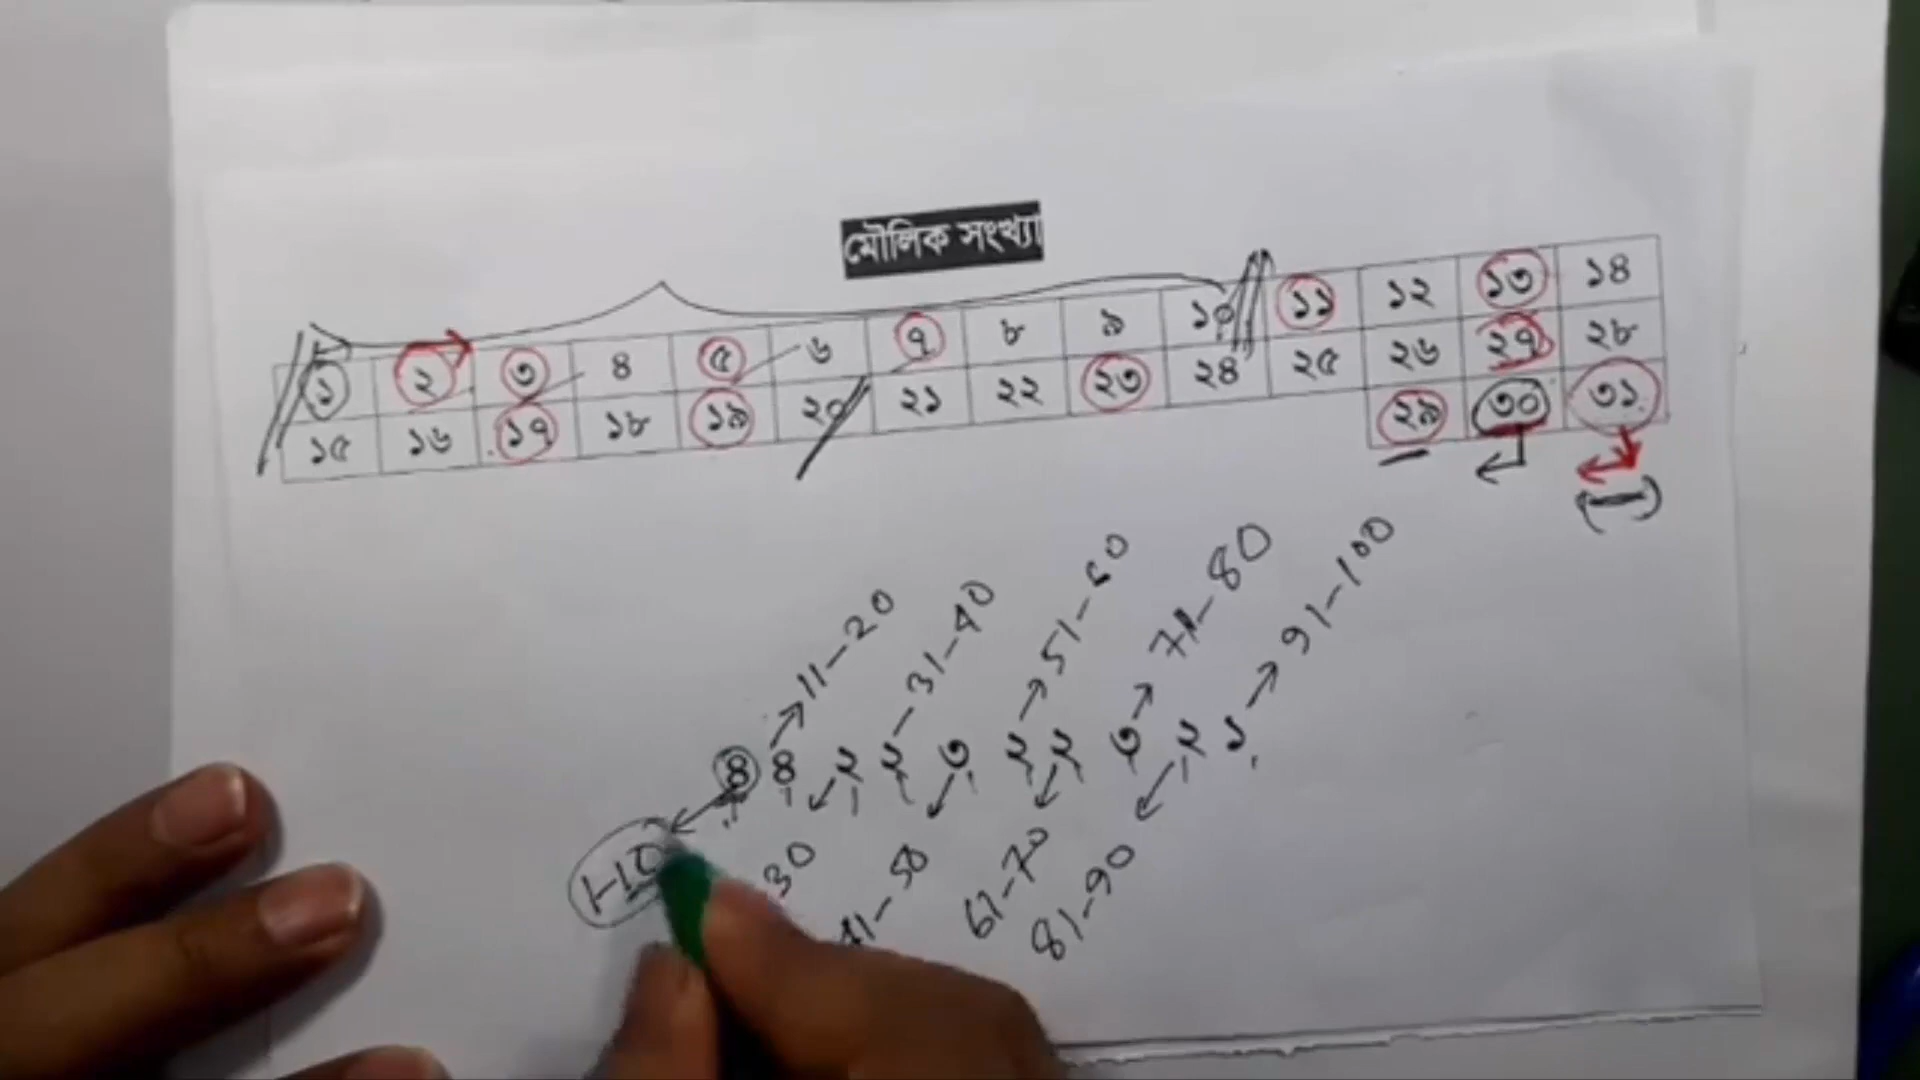 মৌলিক সংখ্যা
১ ২ ৩ ৪ ৫ ৬ ৭ ৮ ৯ ১০ ১১ ১২ ১৩ ১৪
১৫ ১৬ ১৭ ১৮ ১৯ ২০ ২১ ২২ ২৩ ২৪ ২৫ ২৬ ২৭ ২৮
২৯ ৩০ ৩১
11-20 31-40 51-60 71-80 91-100
৪ ৪ ২ ২ ৩ ২ ২ ৩ ২ ১
1-10 30 41-50 61-70 81-90